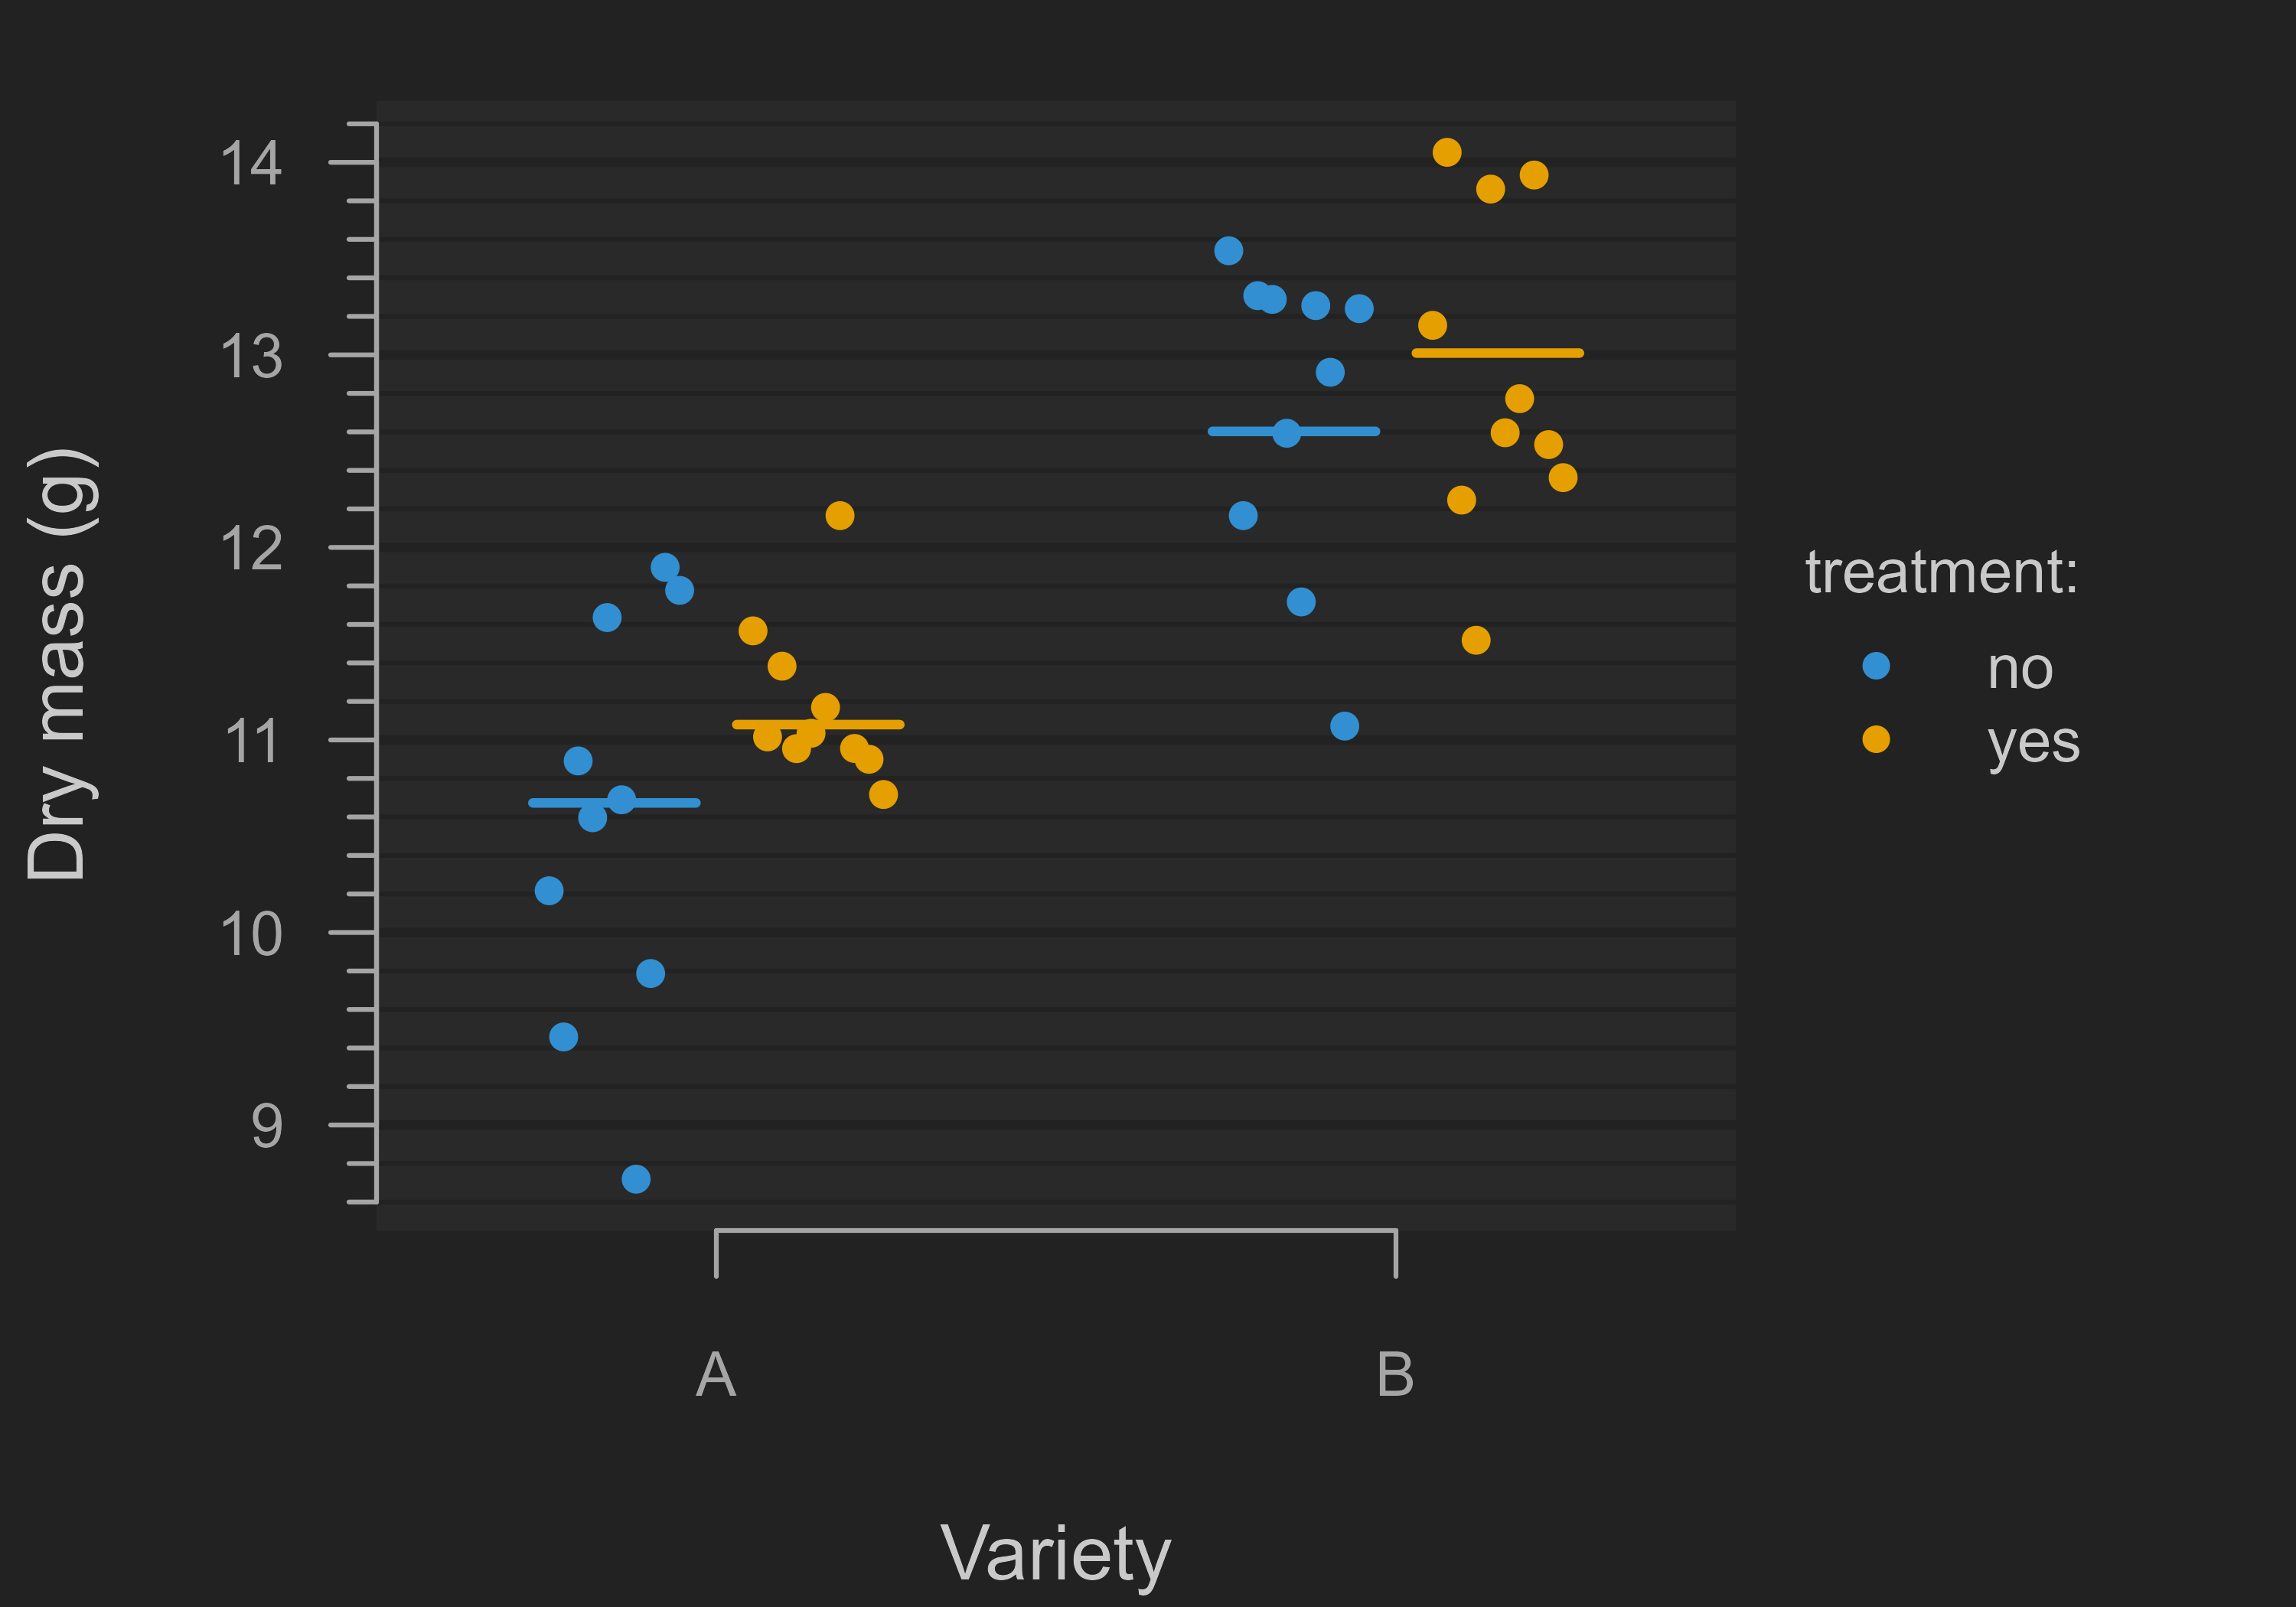 Dry mass (g)
14
13
12
11
10
9
A
B
Variety
treatment:
no
yes